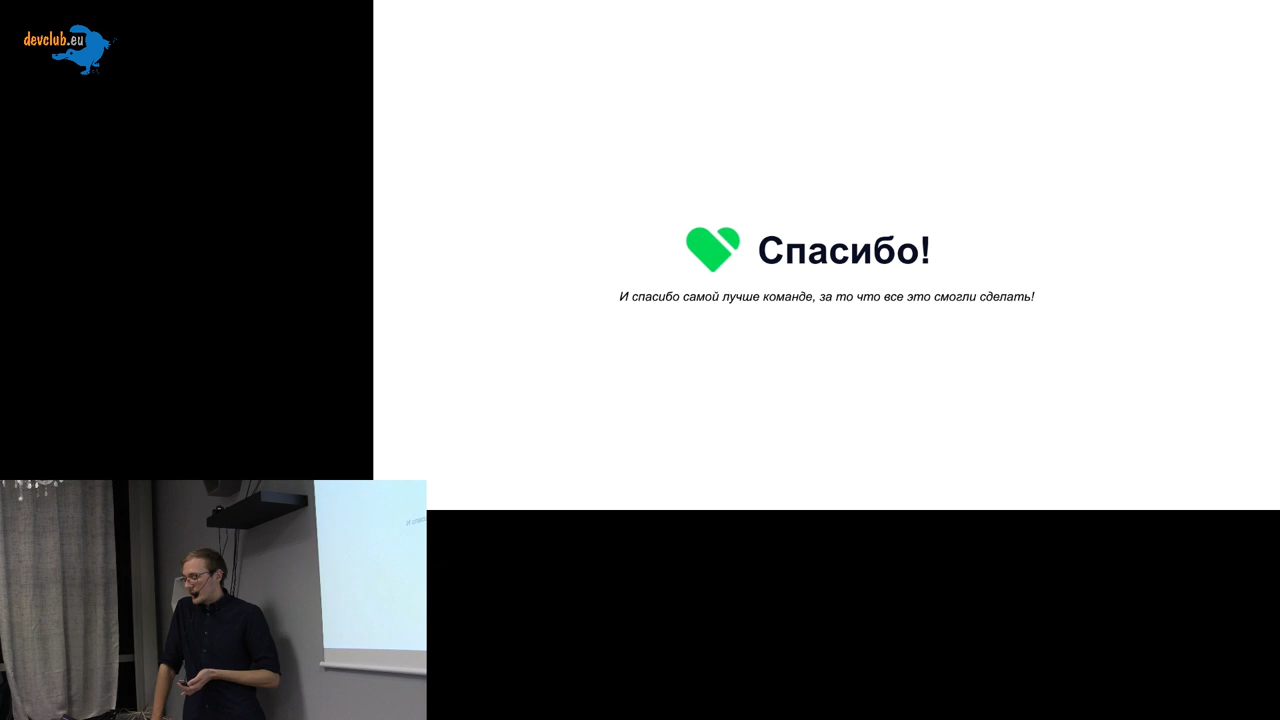 devclub.eu
Спасибо!
И спасибо самой лучше команде, за то что все это смогли сделать!